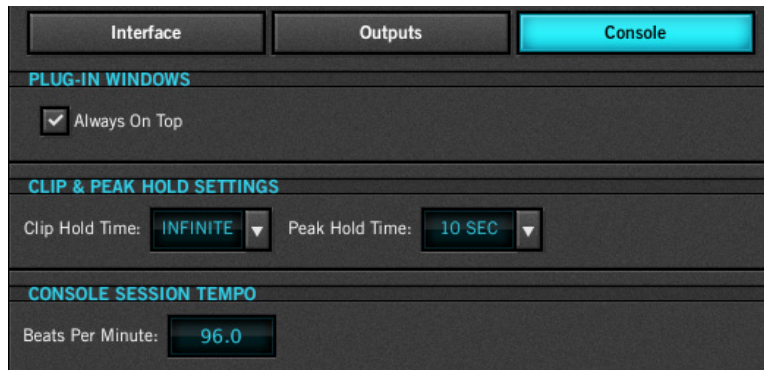 Interface Outputs Console
PLUG-IN WINDOWS
Always On Top
CLIP & PEAK HOLD SETTINGS
Clip Hold Time: INFINITE Peak Hold Time: 10 SEC
CONSOLE SESSION TEMPO
Beats Per Minute: 96.0